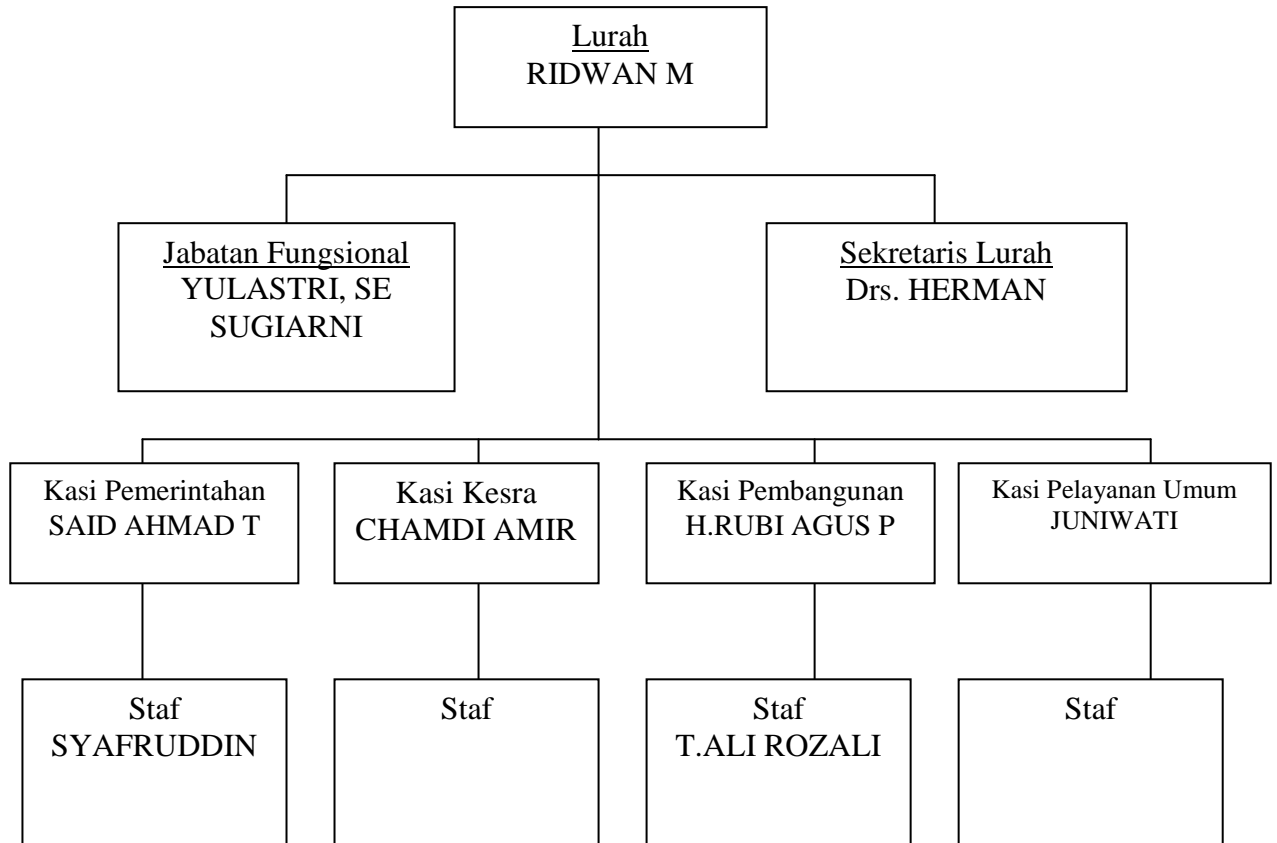 Lurah
RIDWAN M
Jabatan Fungsional
YULASTRI, SE
SUGIARNI
Sekretaris Lurah
Drs. HERMAN
Kasi Pemerintahan
SAID AHMAD T
Kasi Kesra
CHAMDI AMIR
Kasi Pembangunan
H.RUBI AGUS P
Kasi Pelayanan Umum
JUNIWATI
Staf
SYAFRUDDIN
Staf
Staf
T.ALI ROZALI
Staf